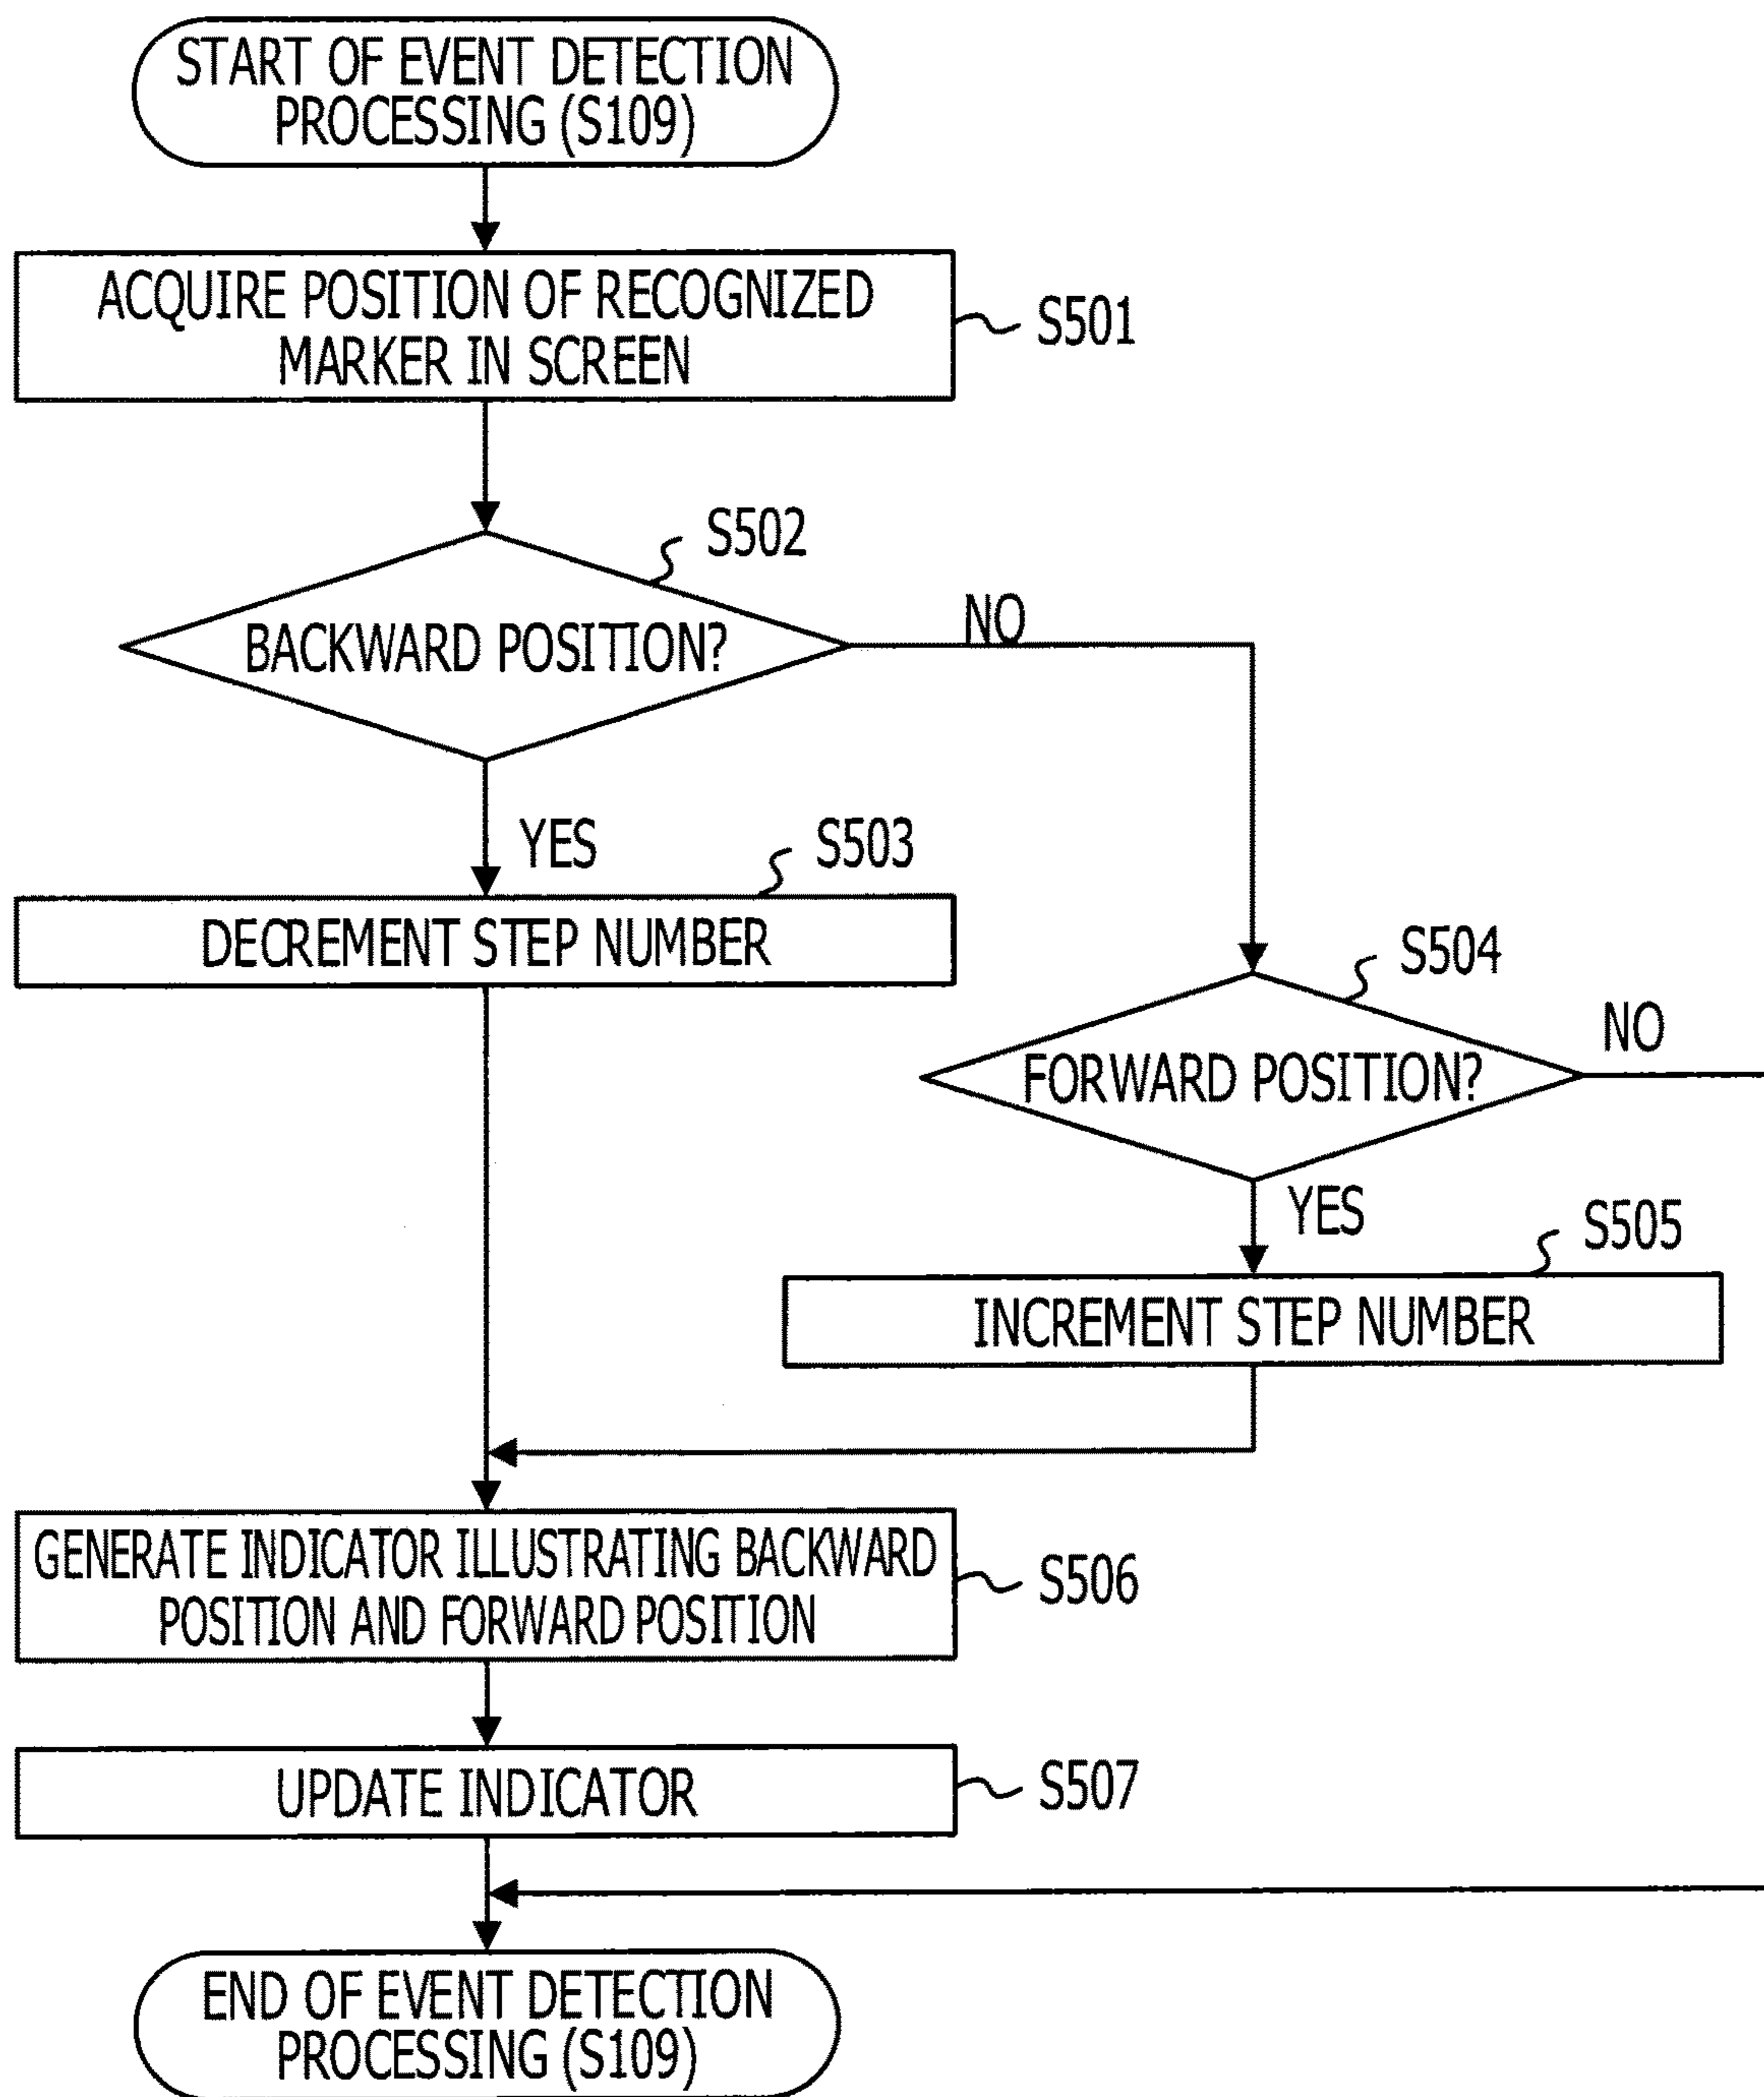 START OF EVENT DETECTION
PROCESSING (S109)
ACQUIRE POSITION OF RECOGNIZED
MARKER IN SCREEN
S501
S502
BACKWARD POSITION?
NO
YES
S503
DECREMENT STEP NUMBER
S504
FORWARD POSITION?
NO
YES
S505
INCREMENT STEP NUMBER
GENERATE INDICATOR ILLUSTRATING BACKWARD
POSITION AND FORWARD POSITION
S506
UPDATE INDICATOR
S507
END OF EVENT DETECTION
PROCESSING (S109)